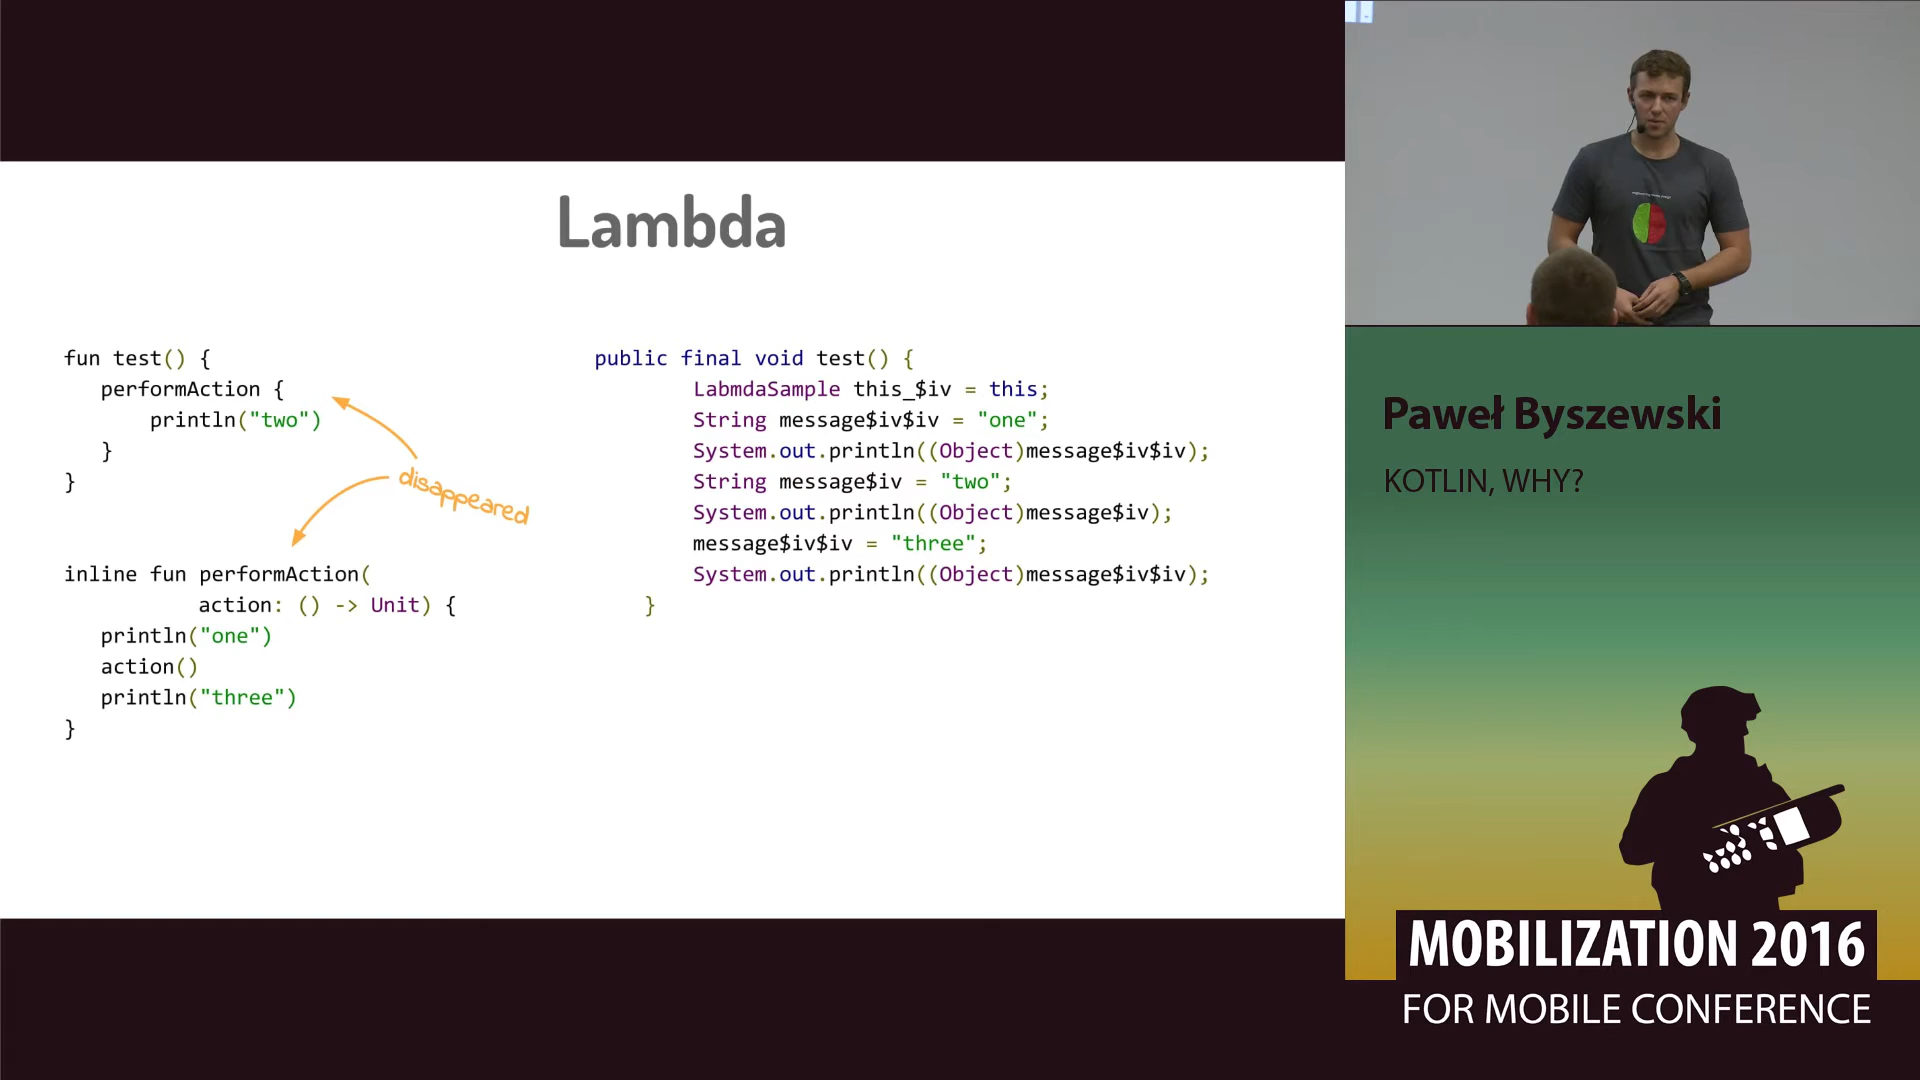 Lambda
fun test() {
performAction {
println("two")
}
}
disappeared
inline fun performAction(
action: () -> Unit) {
println("one")
action()
println("three")
}
public final void test() {
LabmdaSample this_$iv = this;
String message$iv$iv = "one";
System.out.println((Object)message$iv$iv);
String message$iv = "two";
System.out.println((Object)message$iv);
message$iv$iv = "three";
System.out.println((Object)message$iv$iv);
}
Paweł Byszewski
KOTLIN, WHY?
MOBILIZATION 2016
FOR MOBILE CONFERENCE